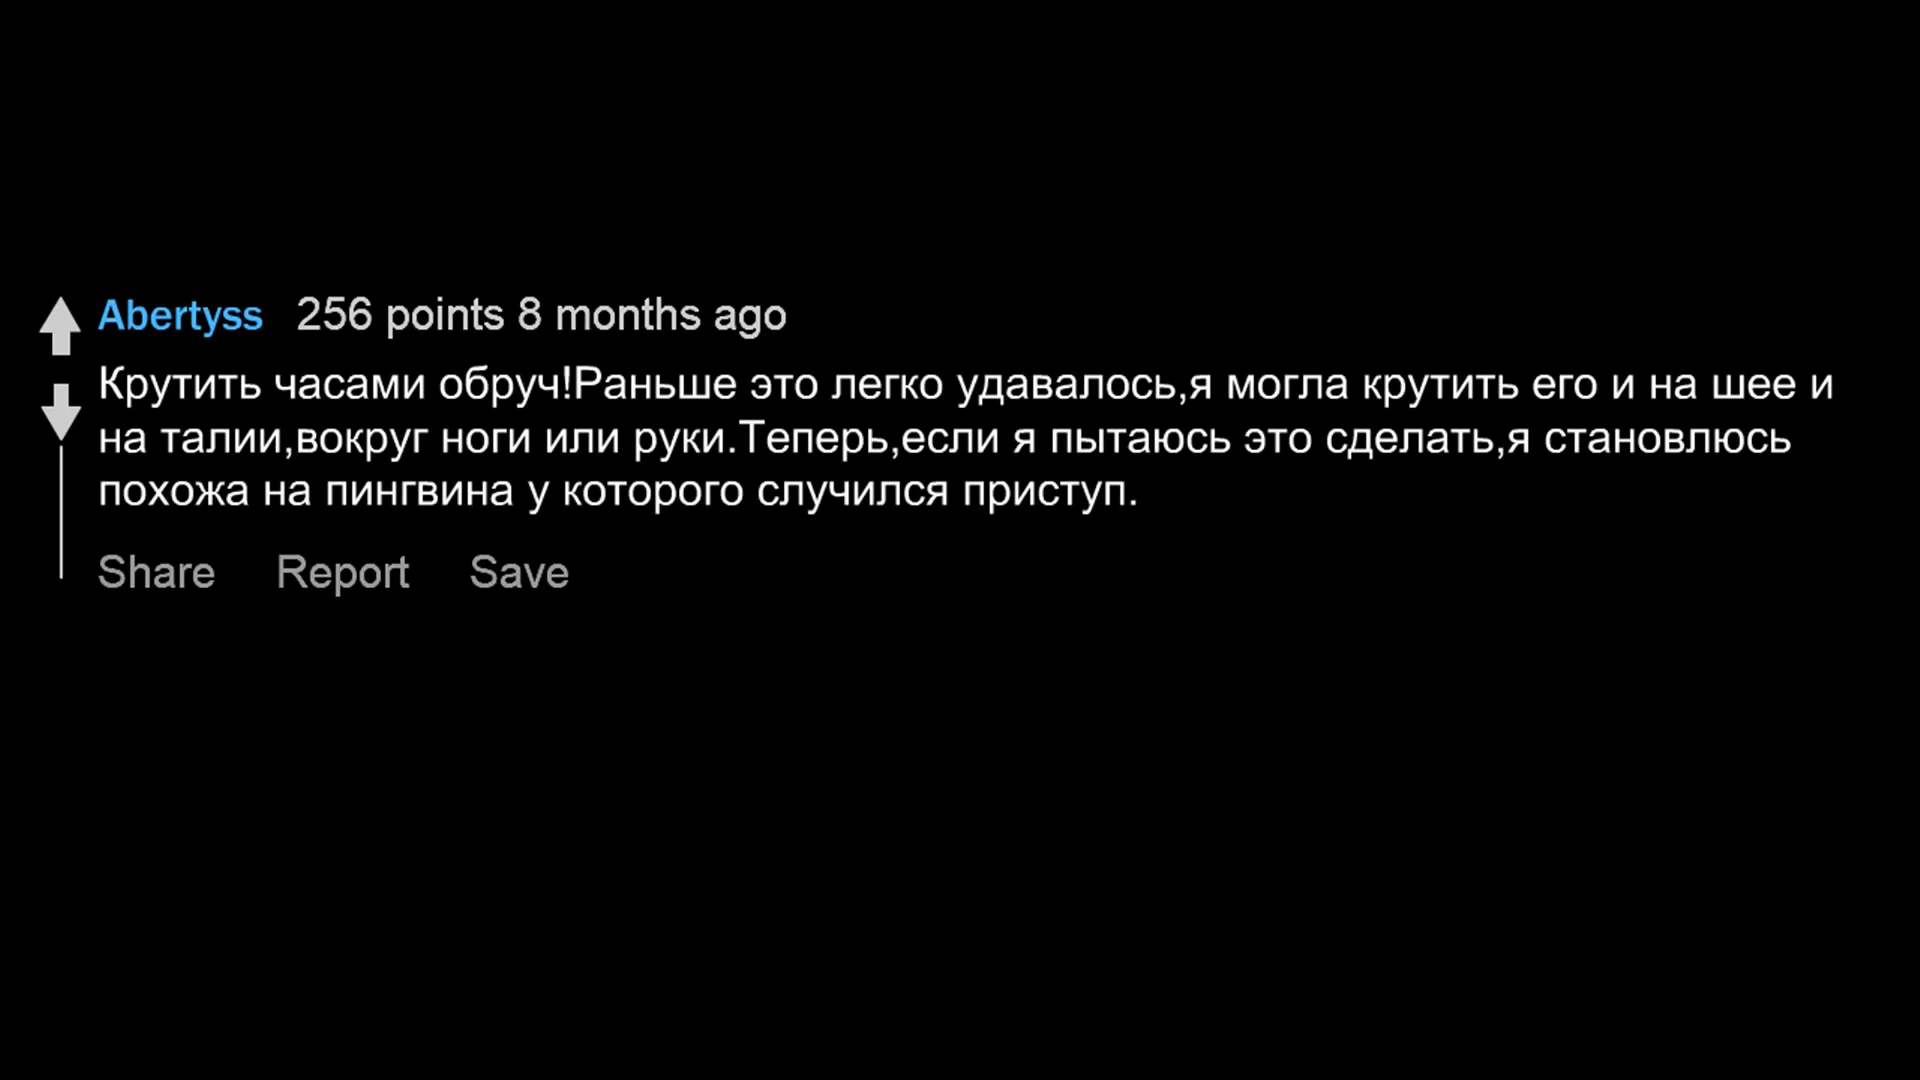 Abertyss 256 points 8 months ago
Крутить часами обруч!Раньше это легко удавалось,я могла крутить его и на шее и
на талии,вокруг ноги или руки.Теперь,если я пытаюсь это сделать,я становлюсь
похожа на пингвина у которого случился приступ.
Share Report Save